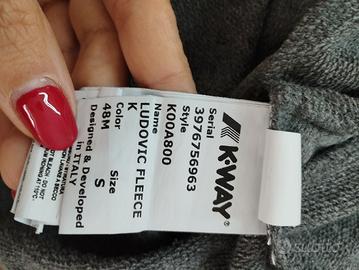 K-WAY®
Serial
3976756963
Style
K00A800
Name
LUDOVIC FLEECE
K
Color Size
48M S
Designed & Developed
in ITALY